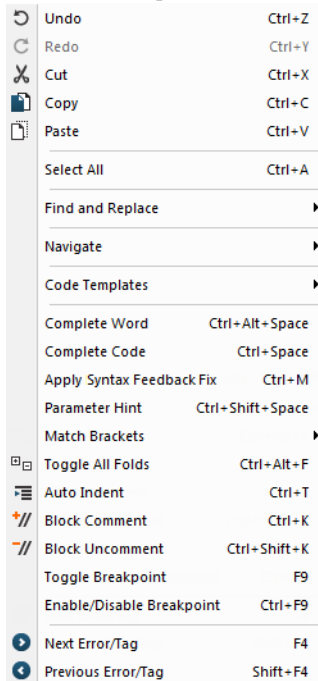 Undo Ctrl+Z
Redo Ctrl+Y
Cut Ctrl+X
Copy Ctrl+C
Paste Ctrl+V
Select All Ctrl+A
Find and Replace
Navigate
Code Templates
Complete Word Ctrl+Alt+Space
Complete Code Ctrl+Space
Apply Syntax Feedback Fix Ctrl+M
Parameter Hint Ctrl+Shift+Space
Match Brackets
Toggle All Folds Ctrl+Alt+F
Auto Indent Ctrl+T
Block Comment Ctrl+K
Block Uncomment Ctrl+Shift+K
Toggle Breakpoint F9
Enable/Disable Breakpoint Ctrl+F9
Next Error/Tag F4
Previous Error/Tag Shift+F4